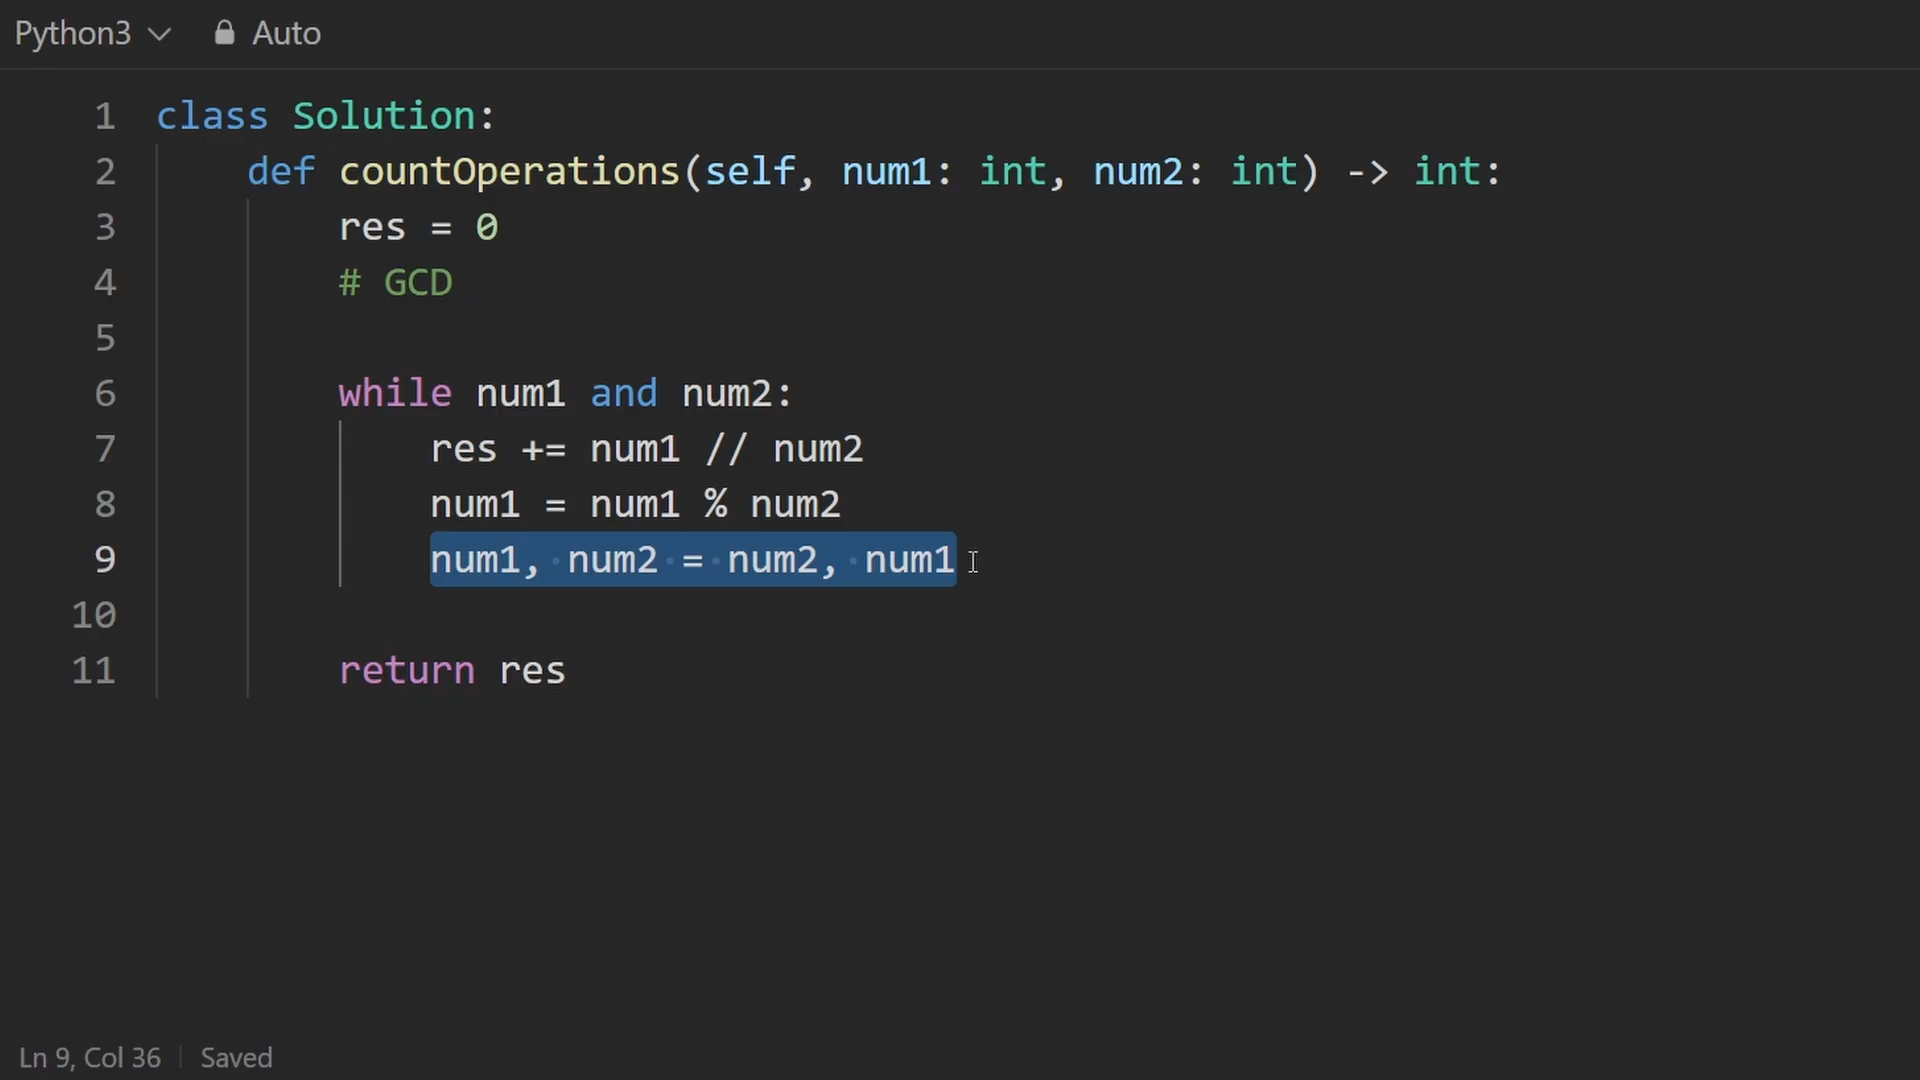 Python3 Auto
1 class Solution:
2 def countOperations(self, num1: int, num2: int) -> int:
3 res = 0
4 # GCD
5
6 while num1 and num2:
7 res += num1 // num2
8 num1 = num1 % num2
9 num1, num2 = num2, num1
10
11 return res
Ln 9, Col 36 Saved